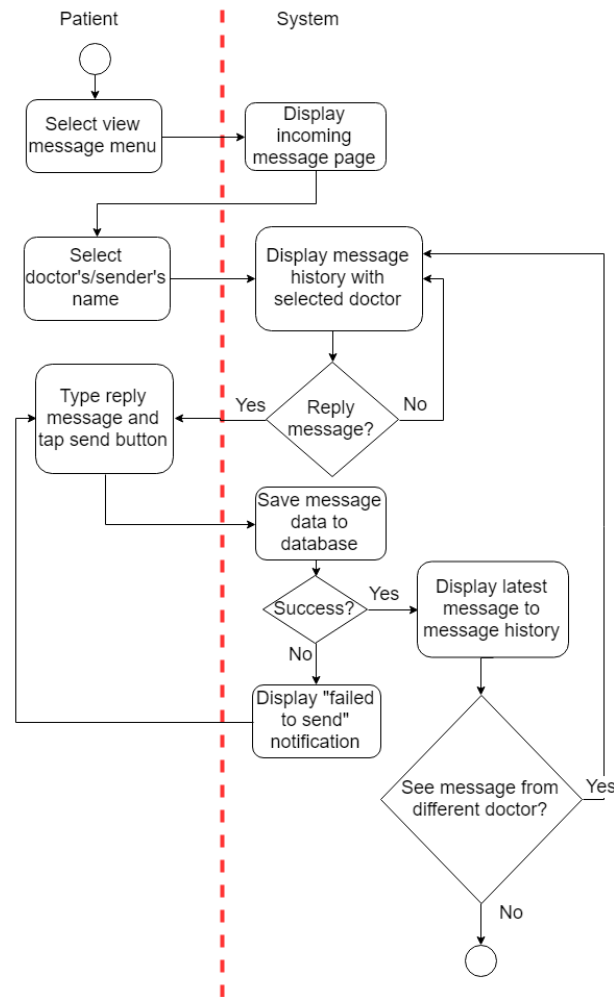 Patient
System
Select view
message menu
Display
incoming
message page
Select
doctor's/sender's
name
Display message
history with
selected doctor
Type reply
message and
tap send button
Yes
Reply
message?
No
Save message
data to
database
Success?
Yes
Display latest
message to
message history
No
Display "failed
to send"
notification
See message from
different doctor?
Yes
No